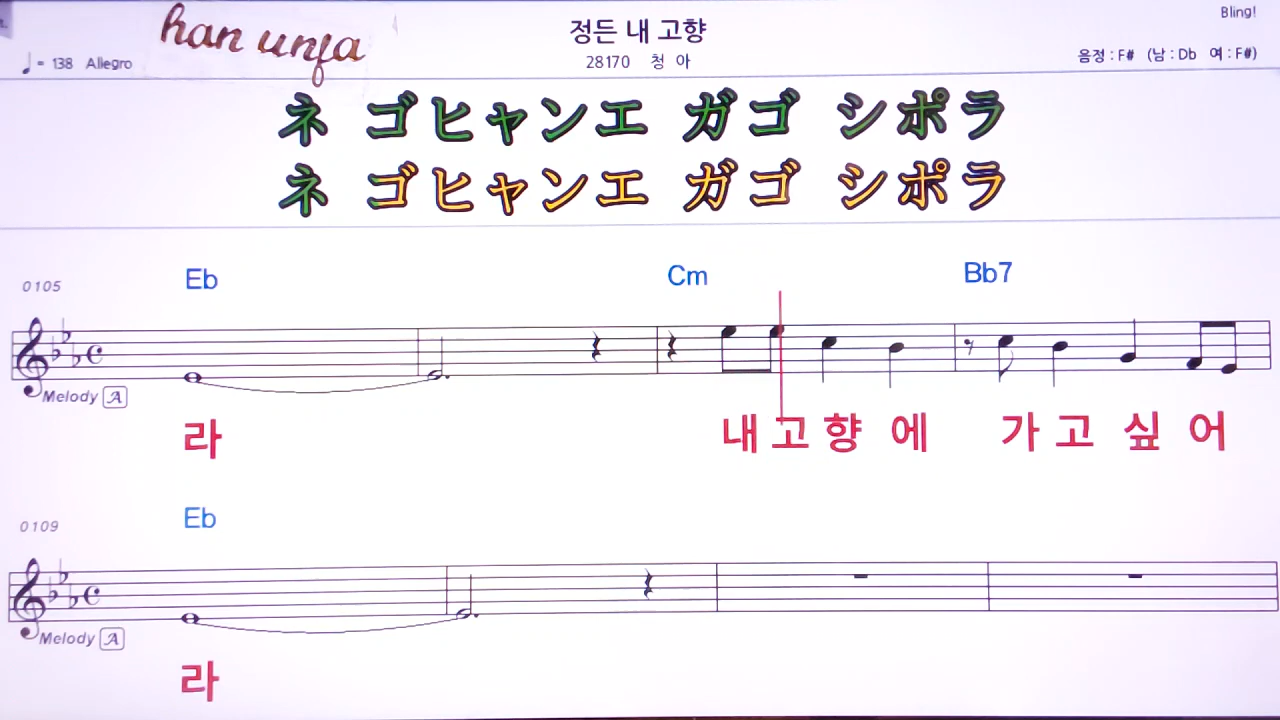 han unja
정든 내 고향
Bling!
♩= 138 Allegro
28170 청 아
음정 : F# (남 : Db 여 : F#)
ネ ゴヒャンエ ガゴ シポラ
ネ ゴヒャンエ ガゴ シポラ
0105
Eb Cm Bb7
Melody A
라 내 고 향 에 가 고 싶 어
0109
Eb
Melody A
라